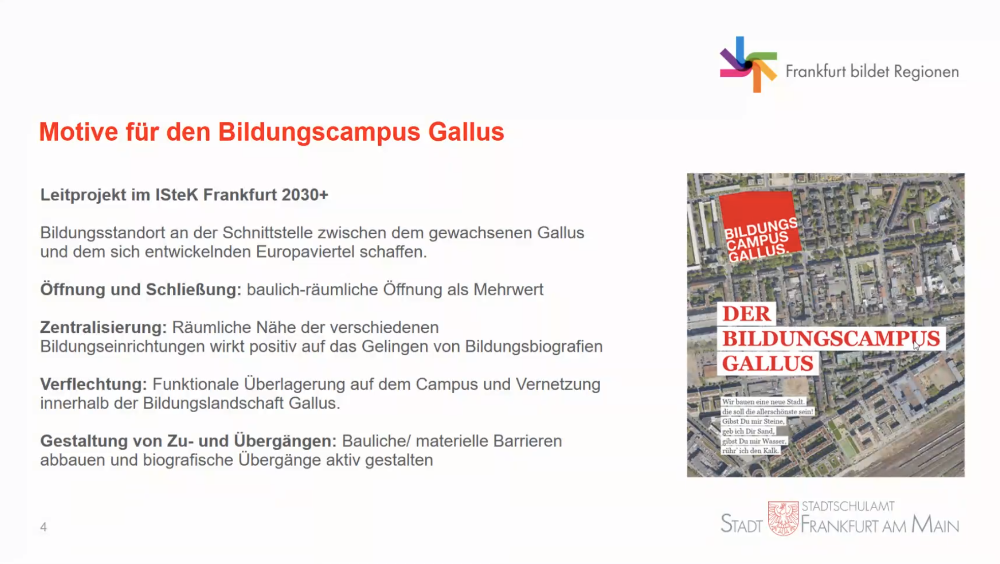 Frankfurt bildet Regionen
Motive für den Bildungscampus Gallus
Leitprojekt im ISteK Frankfurt 2030+
Bildungsstandort an der Schnittstelle zwischen dem gewachsenen Gallus
und dem sich entwickelnden Europaviertel schaffen.
Öffnung und Schließung: baulich-räumliche Öffnung als Mehrwert
Zentralisierung: Räumliche Nähe der verschiedenen
Bildungseinrichtungen wirkt positiv auf das Gelingen von Bildungsbiografien
Verflechtung: Funktionale Überlagerung auf dem Campus und Vernetzung
innerhalb der Bildungslandschaft Gallus.
Gestaltung von Zu- und Übergängen: Bauliche/ materielle Barrieren
abbauen und biografische Übergänge aktiv gestalten
BILDUNGS
CAMPUS
GALLUS.
DER
BILDUNGSCAMPUS
GALLUS
Wir bauen eine neue Stadt.
die soll die allerschönste sein!
Gibst Du mir Steine,
geb ich Dir Sand,
gibst Du mir Wasser,
rühr' ich den Kalk.
4
STADTSCHULAMT
STADT FRANKFURT AM MAIN